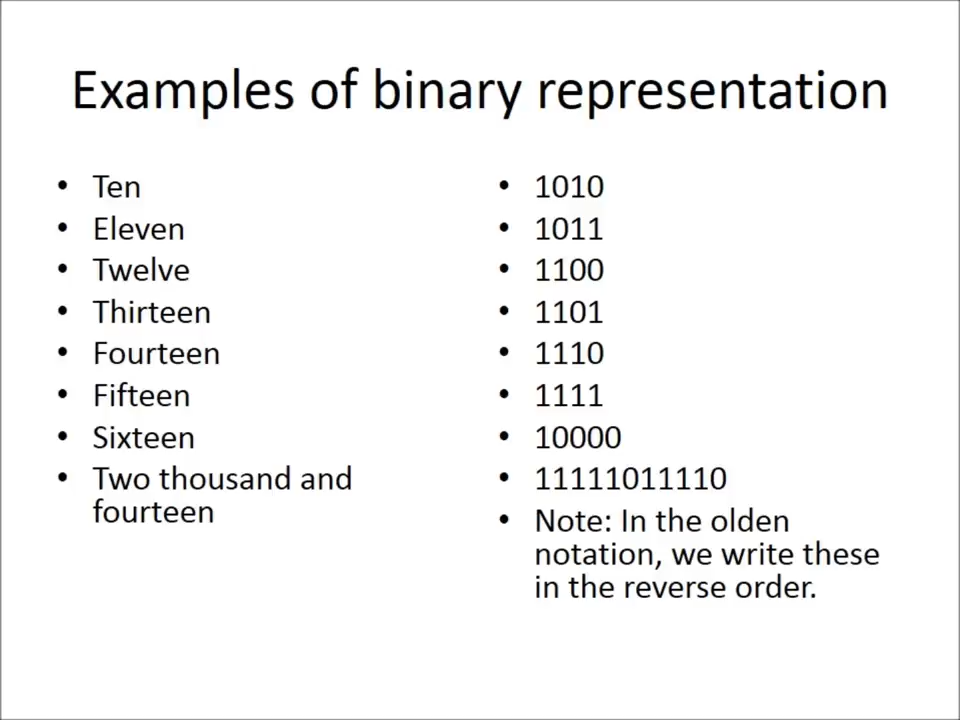 Examples of binary representation
• Ten
• Eleven
• Twelve
• Thirteen
• Fourteen
• Fifteen
• Sixteen
• Two thousand and
fourteen
• 1010
• 1011
• 1100
• 1101
• 1110
• 1111
• 10000
• 11111011110
• Note: In the olden
notation, we write these
in the reverse order.